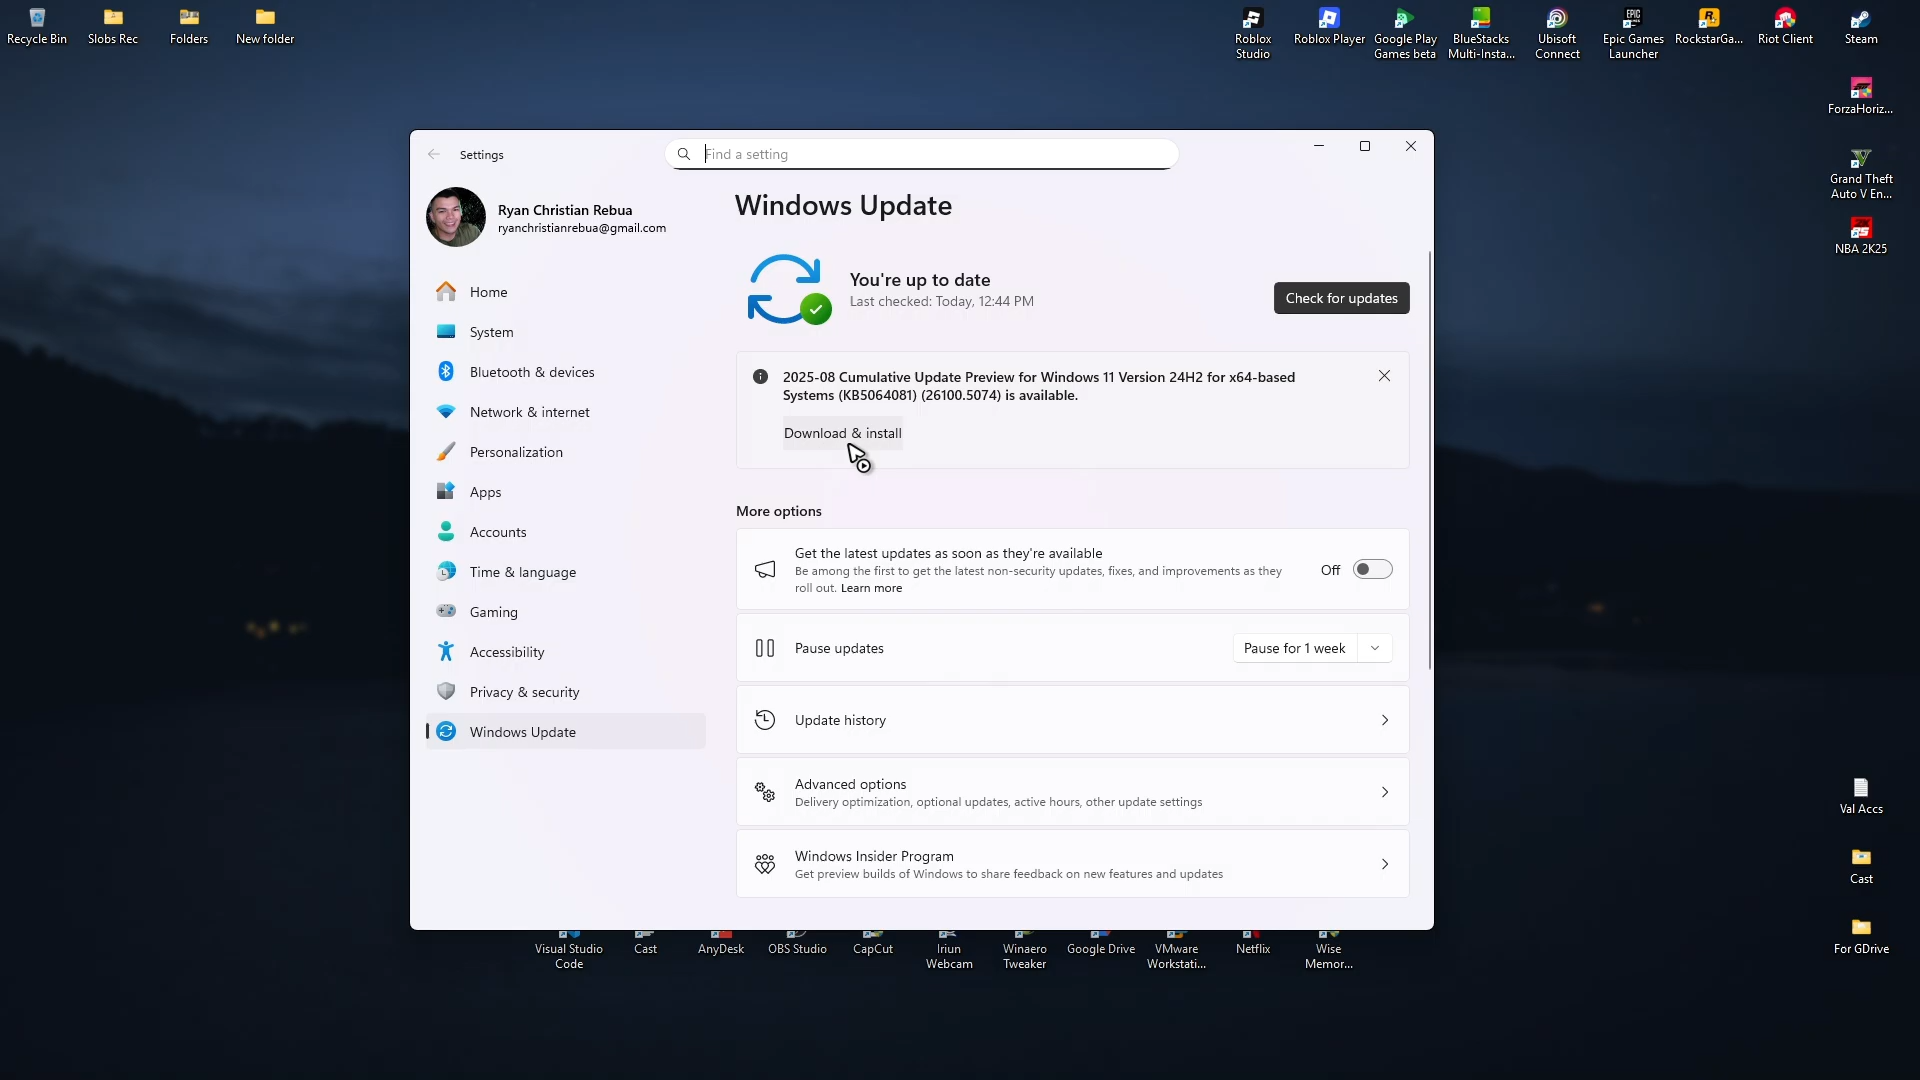 Recycle Bin
Slobs Rec
Folders
New folder
Roblox
Studio
Roblox Player
Google Play
Games beta
BlueStacks
Multi-Insta...
Ubisoft
Connect
Epic Games
Launcher
RockstarGa...
Riot Client
Steam
ForzaHoriz...
Grand Theft
Auto V En...
NBA 2K25
Settings
Find a setting
Ryan Christian Rebua
ryanchristianrebua@gmail.com
Home
System
Bluetooth & devices
Network & internet
Personalization
Apps
Accounts
Time & language
Gaming
Accessibility
Privacy & security
Windows Update
Windows Update
You're up to date
Last checked: Today, 12:44 PM
Check for updates
2025-08 Cumulative Update Preview for Windows 11 Version 24H2 for x64-based
Systems (KB5064081) (26100.5074) is available.
Download & install
More options
Get the latest updates as soon as they're available
Be among the first to get the latest non-security updates, fixes, and improvements as they
roll out. Learn more
Off
Pause updates
Pause for 1 week
Update history
Advanced options
Delivery optimization, optional updates, active hours, other update settings
Windows Insider Program
Get preview builds of Windows to share feedback on new features and updates
Val Accs
Cast
For GDrive
Visual Studio
Code
Cast
AnyDesk
OBS Studio
CapCut
Iriun
Webcam
Winaero
Tweaker
Google Drive
VMware
Workstati...
Netflix
Wise
Memor...